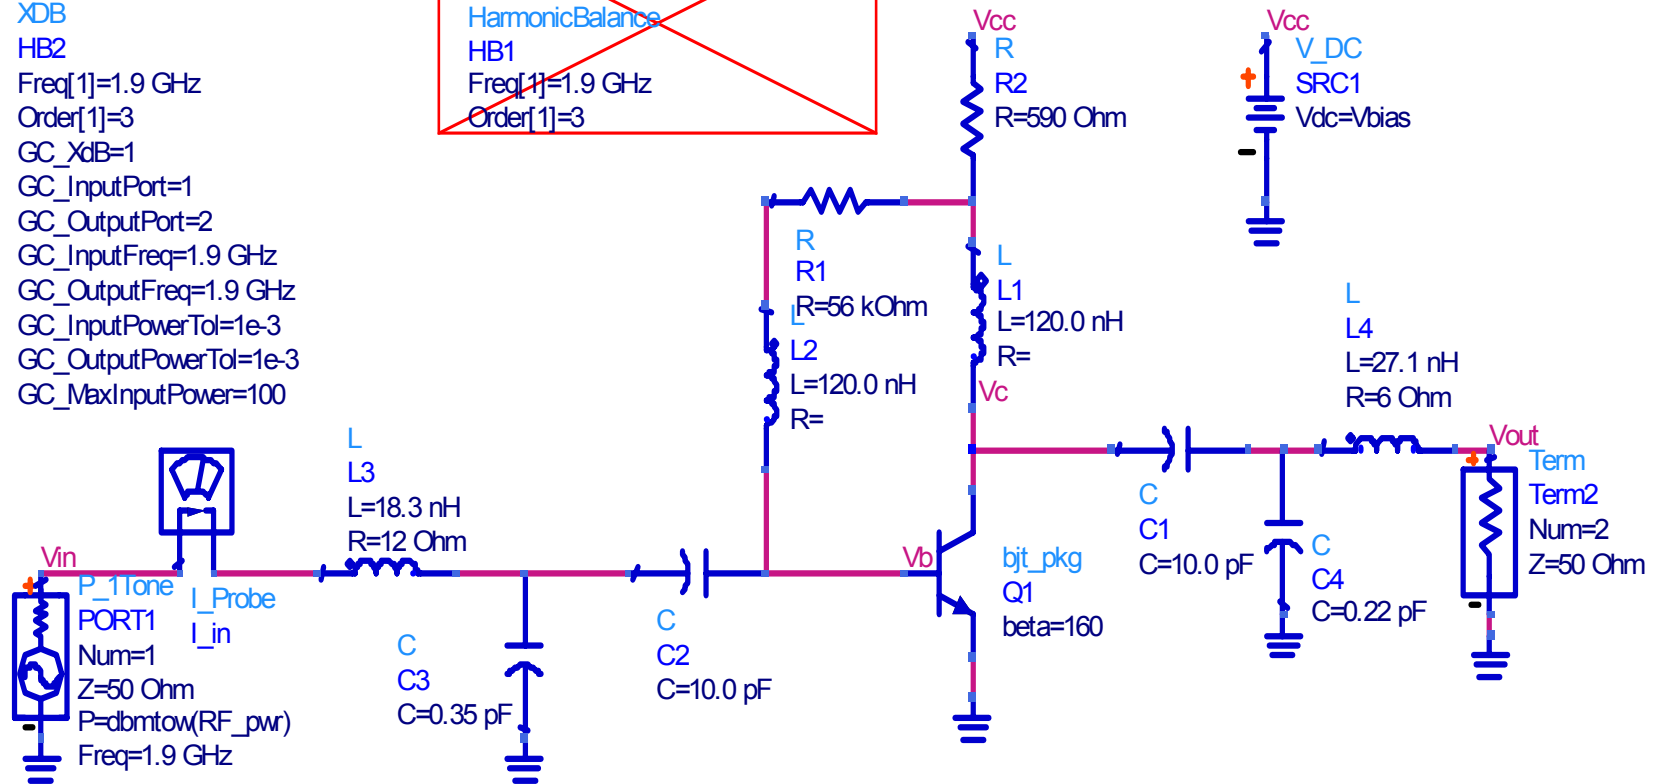 XDB
HB2
Freq[1]=1.9 GHz
Order[1]=3
GC_XdB=1
GC_InputPort=1
GC_OutputPort=2
GC_InputFreq=1.9 GHz
GC_OutputFreq=1.9 GHz
GC_InputPowerTol=1e-3
GC_OutputPowerTol=1e-3
GC_MaxInputPower=100
HarmonicBalance
HB1
Freq[1]=1.9 GHz
Order[1]=3
Vcc
R
R2
R=590 Ohm
Vcc
V_DC
SRC1
Vdc=Vbias
R
R1
R=56 kOhm
L
L2
L=120.0 nH
R=
L
L1
L=120.0 nH
R=
Vc
L
L4
L=27.1 nH
R=6 Ohm
Vout
Term
Term2
Num=2
Z=50 Ohm
L
L3
L=18.3 nH
R=12 Ohm
Vin
P_1Tone
PORT1
Num=1
Z=50 Ohm
P=dbmtow(RF_pwr)
Freq=1.9 GHz
I_Probe
I_in
C
C3
C=0.35 pF
C
C2
C=10.0 pF
Vb
bjt_pkg
Q1
beta=160
C
C1
C=10.0 pF
C
C4
C=0.22 pF